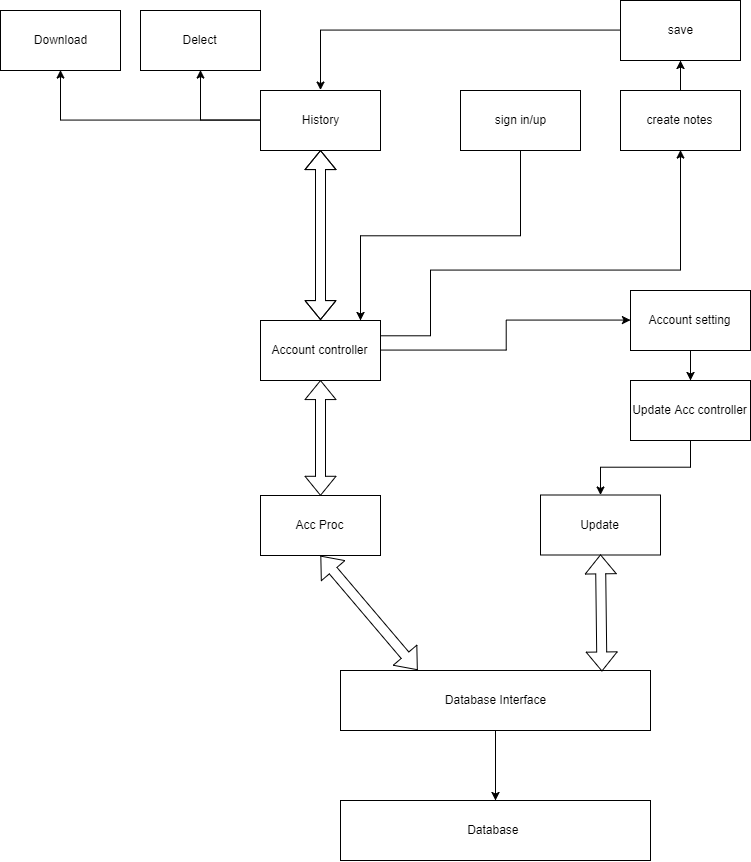 save
Download
Delect
History
sign in/up
create notes
Account setting
Account controller
Update Acc controller
Acc Proc
Update
Database Interface
Database